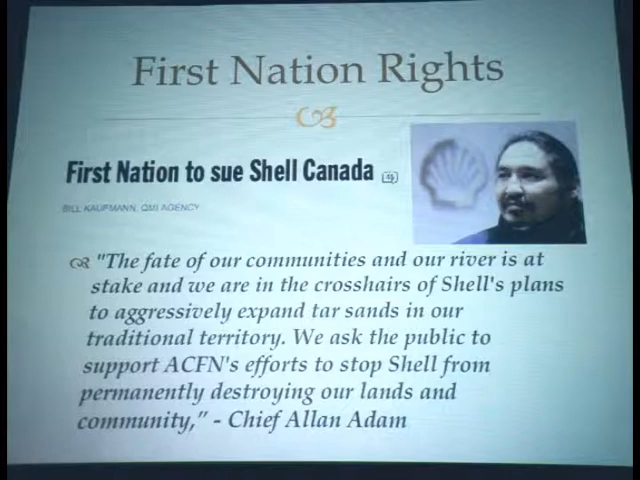 First Nation Rights
First Nation to sue Shell Canada
BILL KAUFMANN, QMI AGENCY
"The fate of our communities and our river is at
stake and we are in the crosshairs of Shell's plans
to aggressively expand tar sands in our
traditional territory. We ask the public to
support ACFN's efforts to stop Shell from
permanently destroying our lands and
community,” - Chief Allan Adam